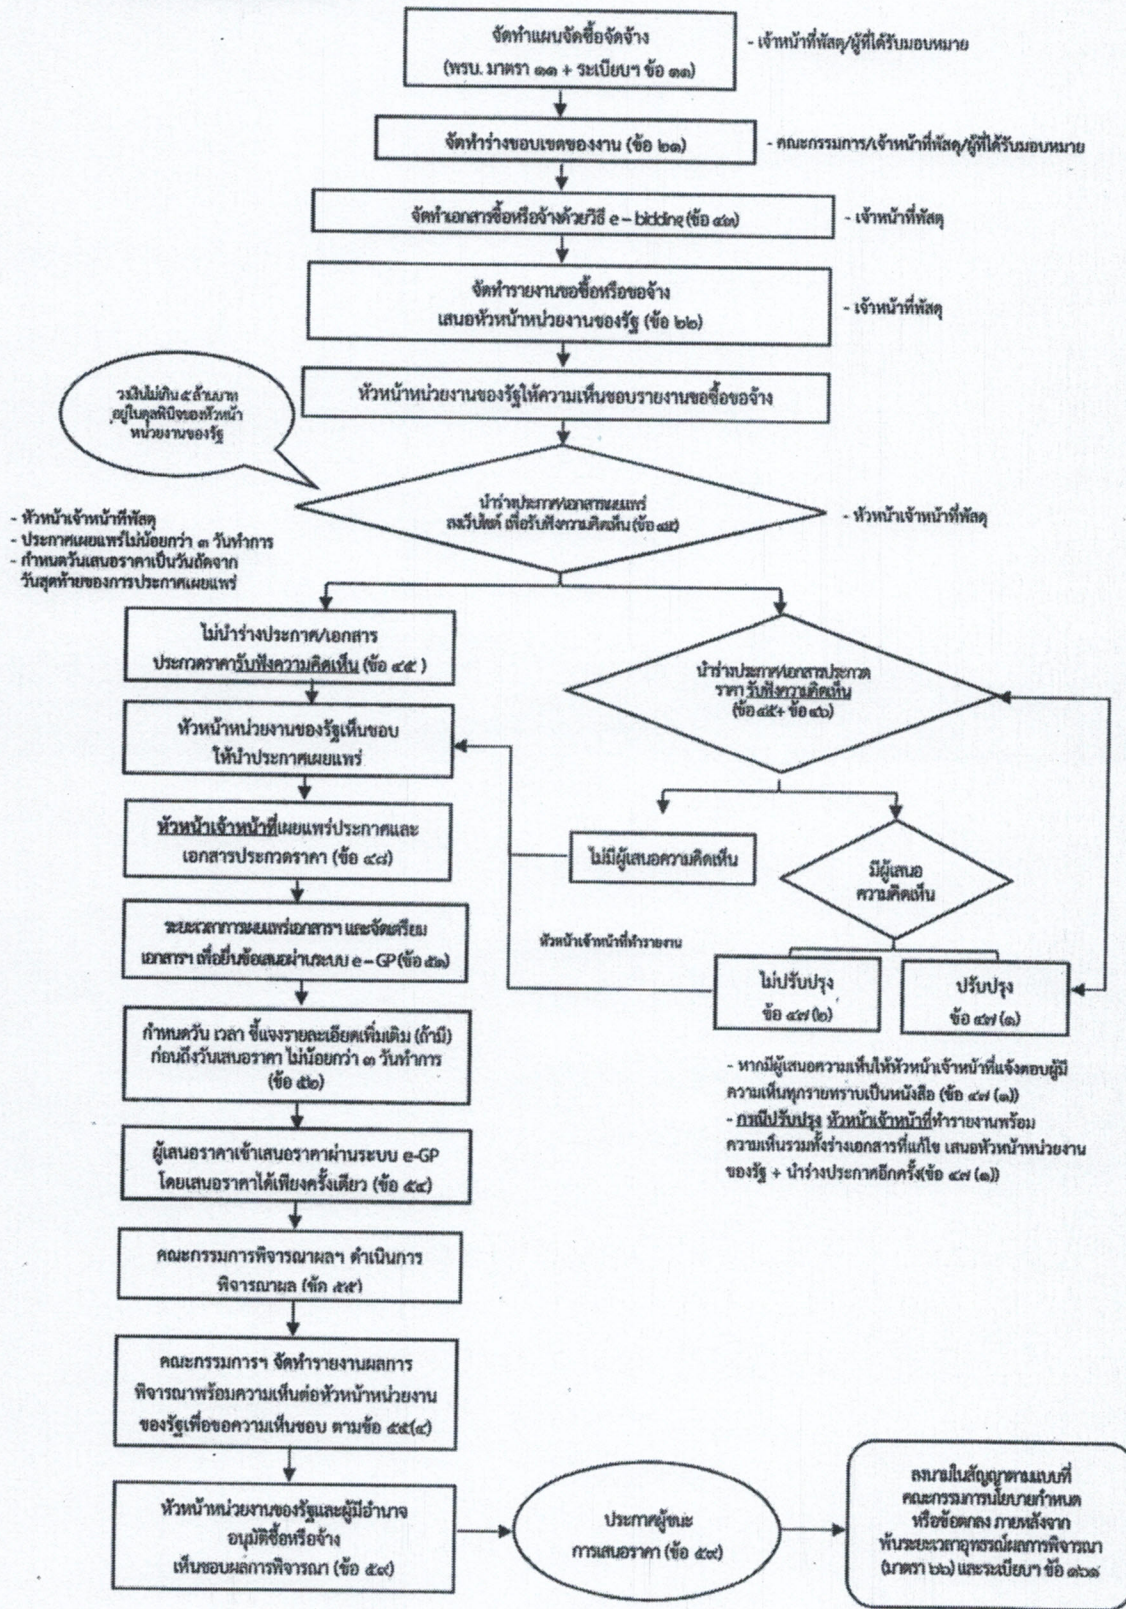 จัดทำแผนจัดซื้อจัดจ้าง
(พรบ. มาตรา ๑๑ + ระเบียบฯ ข้อ ๑๑)
- เจ้าหน้าที่พัสดุ/ผู้ที่ได้รับมอบหมาย
จัดทำร่างขอบเขตของงาน (ข้อ ๒๑)
- คณะกรรมการ/เจ้าหน้าที่พัสดุ/ผู้ที่ได้รับมอบหมาย
จัดทำเอกสารซื้อหรือจ้างด้วยวิธี e – bidding (ข้อ ๔๓)
- เจ้าหน้าที่พัสดุ
จัดทำรายงานขอซื้อหรือขอจ้าง
เสนอหัวหน้าหน่วยงานของรัฐ (ข้อ ๒๒)
- เจ้าหน้าที่พัสดุ
หัวหน้าหน่วยงานของรัฐให้ความเห็นชอบรายงานขอซื้อขอจ้าง
วงเงินไม่เกิน ๕ ล้านบาท
อยู่ในดุลพินิจของหัวหน้า
หน่วยงานของรัฐ
นำร่างประกาศ/เอกสารเผยแพร่
ลงเว็บไซต์ เพื่อรับฟังความคิดเห็น (ข้อ ๔๕)
- หัวหน้าเจ้าหน้าที่พัสดุ
- หัวหน้าเจ้าหน้าที่พัสดุ
- ประกาศเผยแพร่ไม่น้อยกว่า ๓ วันทำการ
- กำหนดวันเสนอราคาเป็นวันถัดจาก
วันสุดท้ายของการประกาศเผยแพร่
ไม่นำร่างประกาศ/เอกสาร
ประกวดราคารับฟังความคิดเห็น (ข้อ ๔๕ )
นำร่างประกาศ/เอกสารประกวด
ราคา รับฟังความคิดเห็น
(ข้อ ๔๕+ ข้อ ๔๖)
หัวหน้าหน่วยงานของรัฐเห็นชอบ
ให้นำประกาศเผยแพร่
หัวหน้าเจ้าหน้าที่เผยแพร่ประกาศและ
เอกสารประกวดราคา (ข้อ ๔๘)
ไม่มีผู้เสนอความคิดเห็น
มีผู้เสนอ
ความคิดเห็น
ระยะเวลาการเผยแพร่เอกสารฯ และจัดเตรียม
เอกสารฯ เพื่อยื่นข้อเสนอผ่านระบบ e – GP (ข้อ ๕๑)
หัวหน้าเจ้าหน้าที่ทำรายงาน
ไม่ปรับปรุง
ข้อ ๔๗ (๒)
ปรับปรุง
ข้อ ๔๗ (๑)
กำหนดวัน เวลา ชี้แจงรายละเอียดเพิ่มเติม (ถ้ามี)
ก่อนถึงวันเสนอราคา ไม่น้อยกว่า ๓ วันทำการ
(ข้อ ๕๒)
- หากมีผู้เสนอความเห็นให้หัวหน้าเจ้าหน้าที่แจ้งตอบผู้มี
ความเห็นทุกรายทราบเป็นหนังสือ (ข้อ ๔๗ (๑))
- กรณีปรับปรุง หัวหน้าเจ้าหน้าที่ทำรายงานพร้อม
ความเห็นรวมทั้งร่างเอกสารที่แก้ไข เสนอหัวหน้าหน่วยงาน
ของรัฐ + นำร่างประกาศอีกครั้ง(ข้อ ๔๗ (๑))
ผู้เสนอราคาเข้าเสนอราคาผ่านระบบ e-GP
โดยเสนอราคาได้เพียงครั้งเดียว (ข้อ ๕๔)
คณะกรรมการพิจารณาผลฯ ดำเนินการ
พิจารณาผล (ข้อ ๕๕)
คณะกรรมการฯ จัดทำรายงานผลการ
พิจารณาพร้อมความเห็นต่อหัวหน้าหน่วยงาน
ของรัฐเพื่อขอความเห็นชอบ ตามข้อ ๕๕(๔)
หัวหน้าหน่วยงานของรัฐและผู้มีอำนาจ
อนุมัติซื้อหรือจ้าง
เห็นชอบผลการพิจารณา (ข้อ ๕๙)
ประกาศผู้ชนะ
การเสนอราคา (ข้อ ๕๙)
ลงนามในสัญญาตามแบบที่
คณะกรรมการนโยบายกำหนด
หรือข้อตกลง ภายหลังจาก
พ้นระยะเวลาอุทธรณ์ผลการพิจารณา
(มาตรา ๖๖) และระเบียบฯ ข้อ ๑๖๑